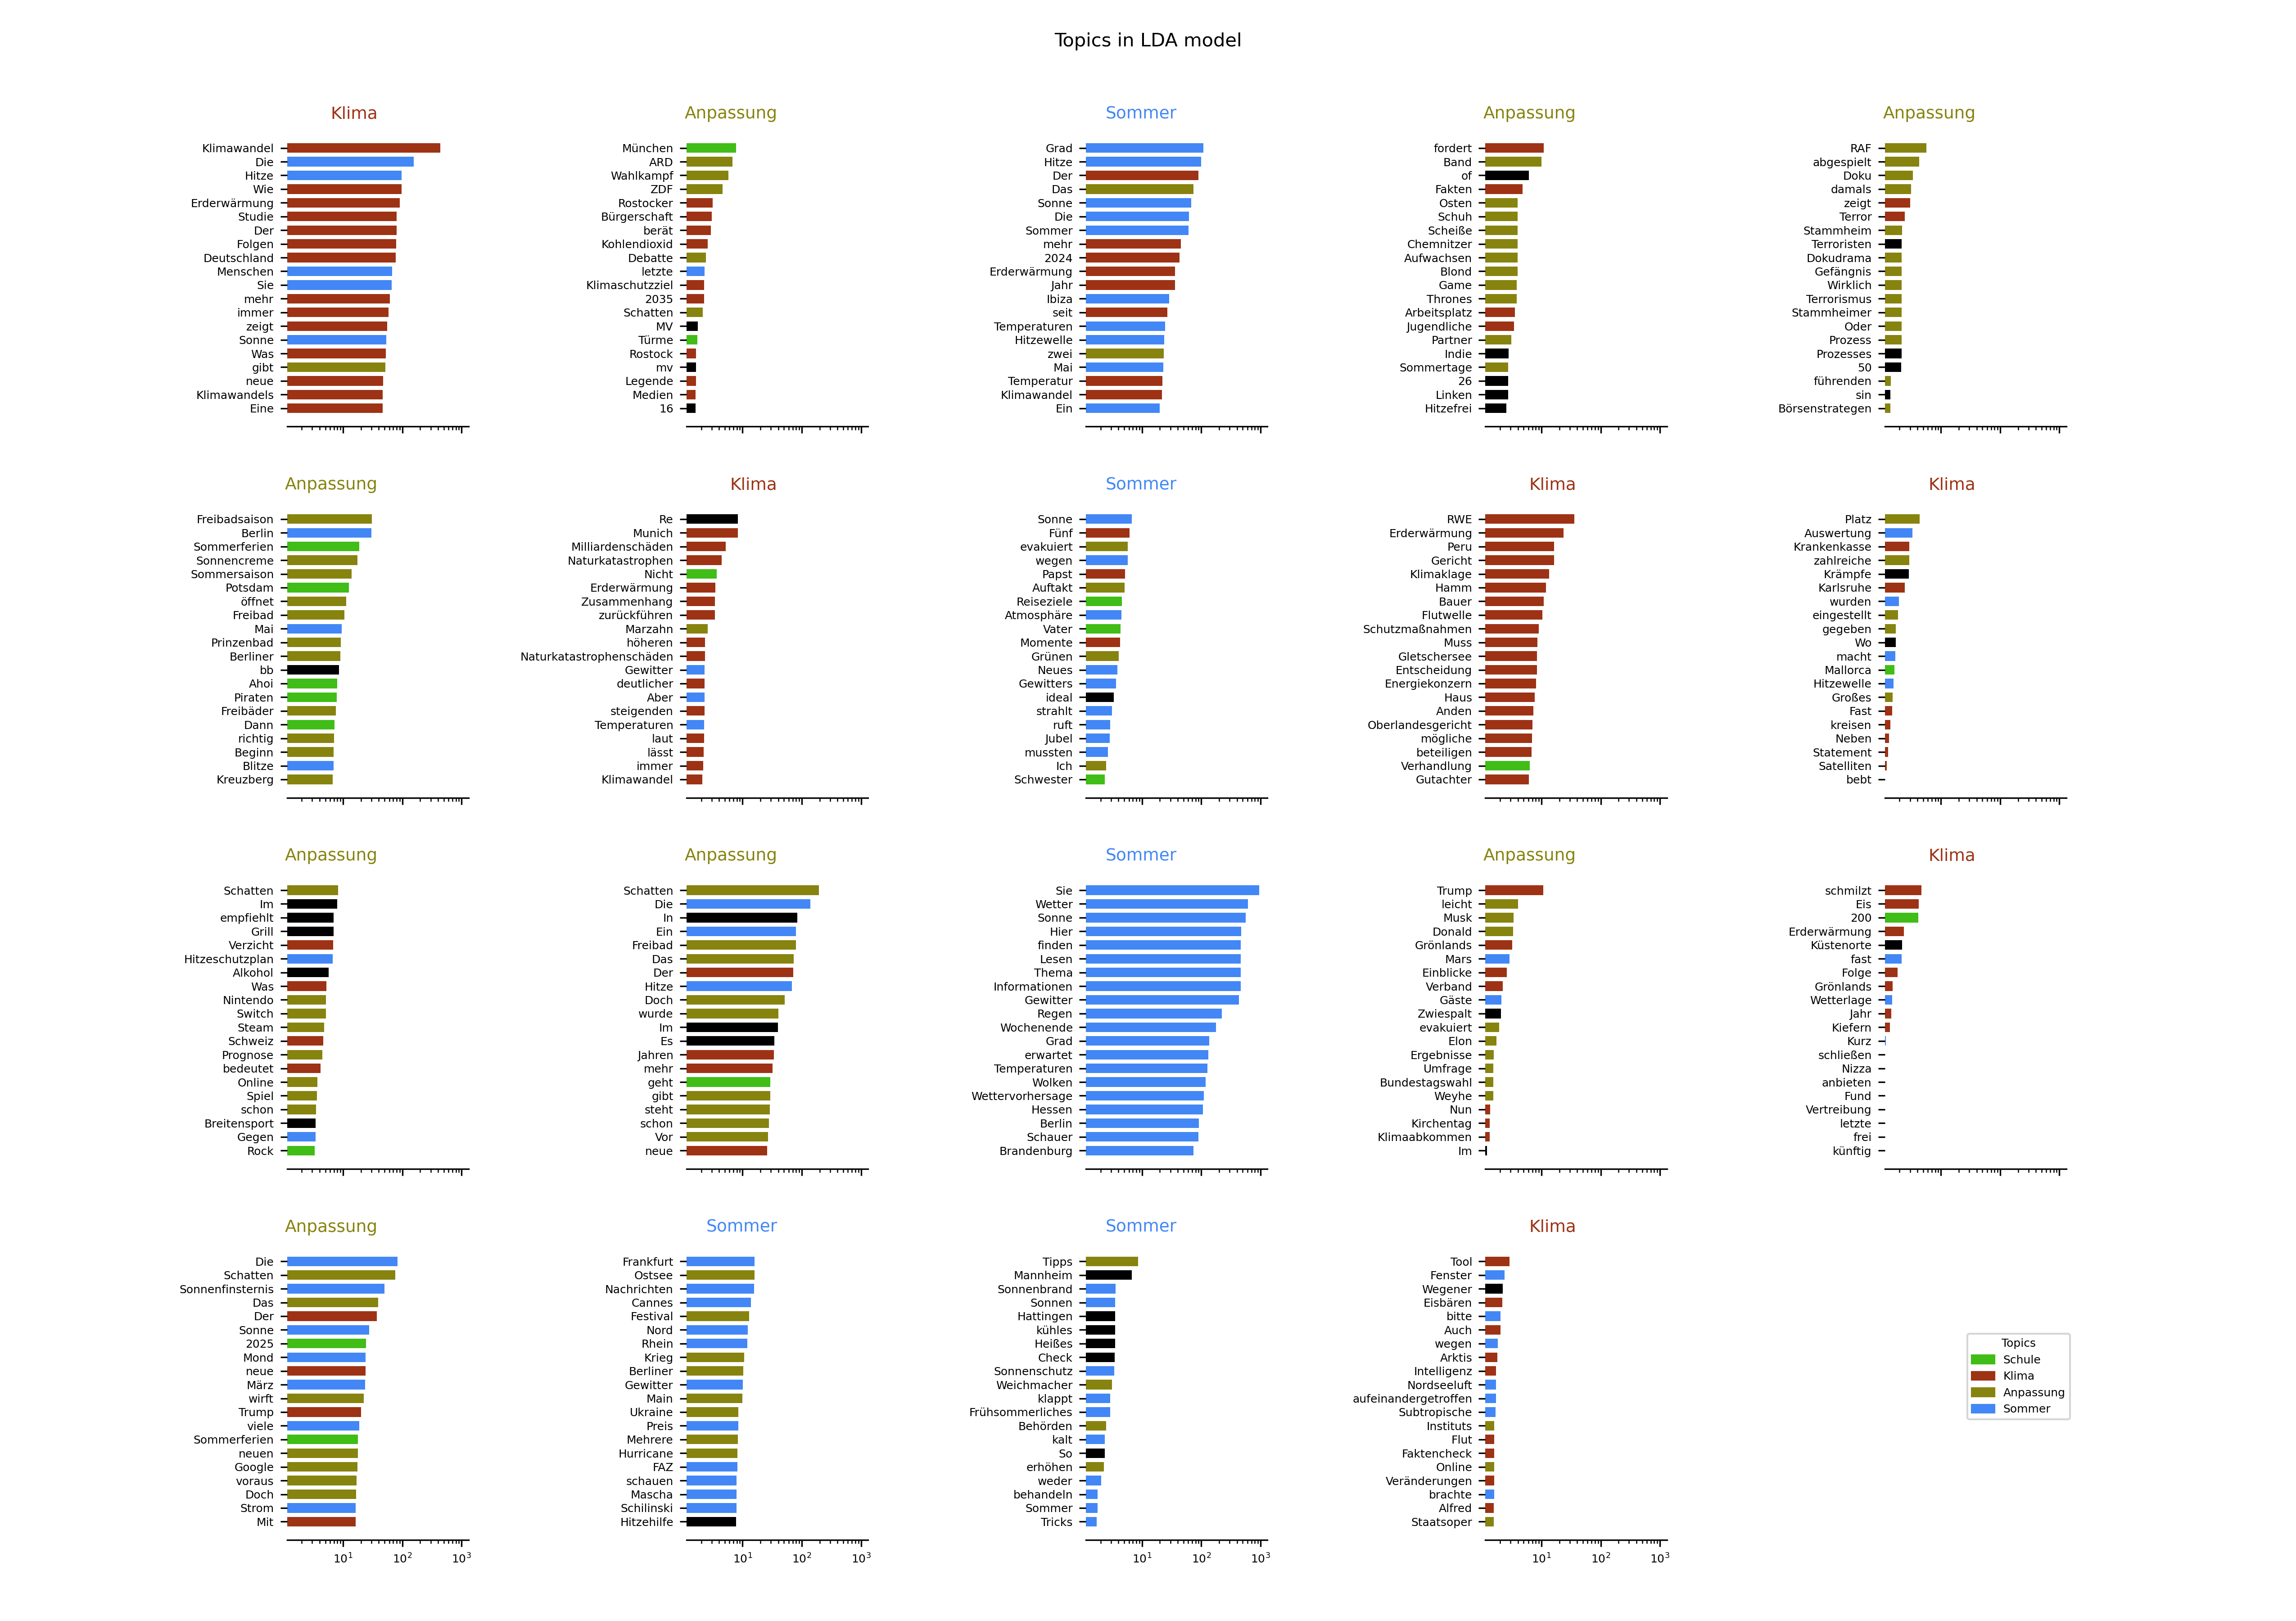 Topics in LDA model
Klima
Klimawandel
Die
Hitze
Wie
Erderwärmung
Studie
Der
Folgen
Deutschland
Menschen
Sie
mehr
immer
zeigt
Sonne
Was
gibt
neue
Klimawandels
Eine
Anpassung
München
ARD
Wahlkampf
ZDF
Rostocker
Bürgerschaft
berät
Kohlendioxid
Debatte
letzte
Klimaschutzziel
2035
Schatten
MV
Türme
Rostock
mv
Legende
Medien
16
Sommer
Grad
Hitze
Der
Das
Sonne
Die
Sommer
mehr
2024
Erderwärmung
Jahr
Ibiza
seit
Temperaturen
Hitzewelle
zwei
Mai
Temperatur
Klimawandel
Ein
Anpassung
fordert
Band
of
Fakten
Osten
Schuh
Scheiße
Chemnitzer
Aufwachsen
Blond
Game
Thrones
Arbeitsplatz
Jugendliche
Partner
Indie
Sommertage
26
Linken
Hitzefrei
Anpassung
RAF
abgespielt
Doku
damals
zeigt
Terror
Stammheim
Terroristen
Dokudrama
Gefängnis
Wirklich
Terrorismus
Stammheimer
Oder
Prozess
Prozesses
50
führenden
sin
Börsenstrategen
Anpassung
Freibadsaison
Berlin
Sommerferien
Sonnencreme
Sommersaison
Potsdam
öffnet
Freibad
Mai
Prinzenbad
Berliner
bb
Ahoi
Piraten
Freibäder
Dann
richtig
Beginn
Blitze
Kreuzberg
Klima
Re
Munich
Milliardenschäden
Naturkatastrophen
Nicht
Erderwärmung
Zusammenhang
zurückführen
Marzahn
höheren
Naturkatastrophenschäden
Gewitter
deutlicher
Aber
steigenden
Temperaturen
laut
lässt
immer
Klimawandel
Sommer
Sonne
Fünf
evakuiert
wegen
Papst
Auftakt
Reiseziele
Atmosphäre
Vater
Momente
Grünen
Neues
Gewitters
ideal
strahlt
ruft
Jubel
mussten
Ich
Schwester
Klima
RWE
Erderwärmung
Peru
Gericht
Klimaklage
Hamm
Bauer
Flutwelle
Schutzmaßnahmen
Muss
Gletschersee
Entscheidung
Energiekonzern
Haus
Anden
Oberlandesgericht
mögliche
beteiligen
Verhandlung
Gutachter
Klima
Platz
Auswertung
Krankenkasse
zahlreiche
Krämpfe
Karlsruhe
wurden
eingestellt
gegeben
Wo
macht
Mallorca
Hitzewelle
Großes
Fast
kreisen
Neben
Statement
Satelliten
bebt
Anpassung
Schatten
Im
empfiehlt
Grill
Verzicht
Hitzeschutzplan
Alkohol
Was
Nintendo
Switch
Steam
Schweiz
Prognose
bedeutet
Online
Spiel
schon
Breitensport
Gegen
Rock
Anpassung
Schatten
Die
In
Ein
Freibad
Das
Der
Hitze
Doch
wurde
Im
Es
Jahren
mehr
geht
gibt
steht
schon
Vor
neue
Sommer
Sie
Wetter
Sonne
Hier
finden
Lesen
Thema
Informationen
Gewitter
Regen
Wochenende
Grad
erwartet
Temperaturen
Wolken
Wettervorhersage
Hessen
Berlin
Schauer
Brandenburg
Anpassung
Trump
leicht
Musk
Donald
Grönlands
Mars
Einblicke
Verband
Gäste
Zwiespalt
evakuiert
Elon
Ergebnisse
Umfrage
Bundestagswahl
Weyhe
Nun
Kirchentag
Klimaabkommen
Im
Klima
schmilzt
Eis
200
Erderwärmung
Küstenorte
fast
Folge
Grönlands
Wetterlage
Jahr
Kiefern
Kurz
schließen
Nizza
anbieten
Fund
Vertreibung
letzte
frei
künftig
Anpassung
Die
Schatten
Sonnenfinsternis
Das
Der
Sonne
2025
Mond
neue
März
wirft
Trump
viele
Sommerferien
neuen
Google
voraus
Doch
Strom
Mit
10¹ 10² 10³
Sommer
Frankfurt
Ostsee
Nachrichten
Cannes
Festival
Nord
Rhein
Krieg
Berliner
Gewitter
Main
Ukraine
Preis
Mehrere
Hurricane
FAZ
schauen
Mascha
Schilinski
Hitzehilfe
10¹ 10² 10³
Sommer
Tipps
Mannheim
Sonnenbrand
Sonnen
Hattingen
kühles
Heißes
Check
Sonnenschutz
Weichmacher
klappt
Frühsommerliches
Behörden
kalt
So
erhöhen
weder
behandeln
Sommer
Tricks
10¹ 10² 10³
Klima
Tool
Fenster
Wegener
Eisbären
bitte
Auch
wegen
Arktis
Intelligenz
Nordseeluft
aufeinandergetroffen
Subtropische
Instituts
Flut
Faktencheck
Online
Veränderungen
brachte
Alfred
Staatsoper
10¹ 10² 10³
Topics
Schule
Klima
Anpassung
Sommer